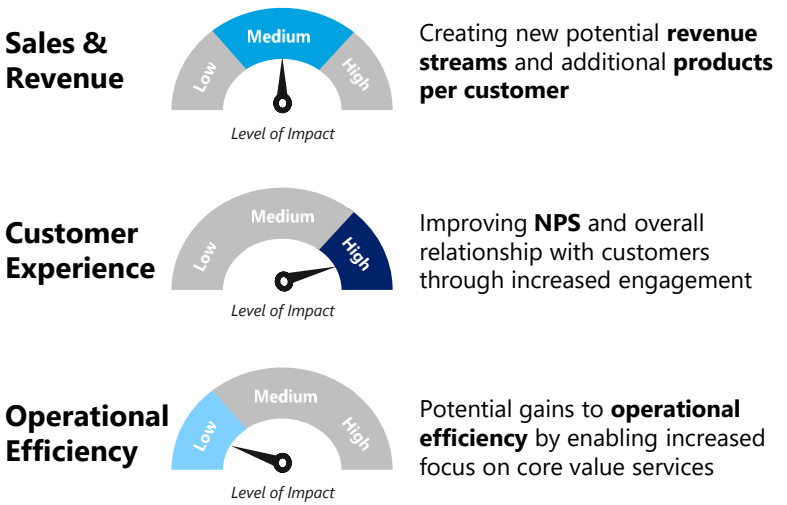 Sales &
Revenue
Low
Medium
High
Level of Impact
Creating new potential revenue
streams and additional products
per customer
Customer
Experience
Low
Medium
High
Level of Impact
Improving NPS and overall
relationship with customers
through increased engagement
Operational
Efficiency
Low
Medium
High
Level of Impact
Potential gains to operational
efficiency by enabling increased
focus on core value services